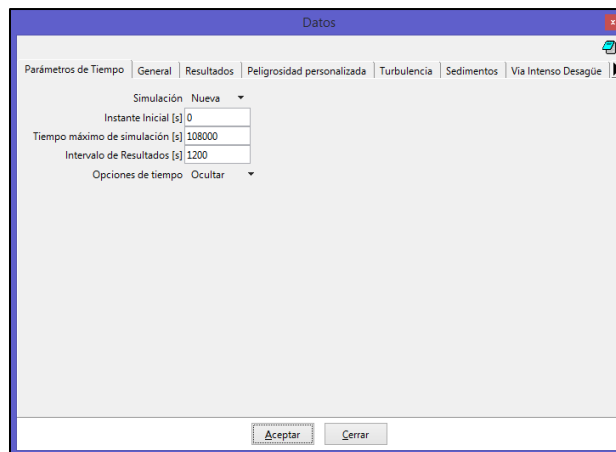 Datos
x
Parámetros de Tiempo General Resultados Peligrosidad personalizada Turbulencia Sedimentos Vía Intenso Desagüe
Simulación Nueva
Instante Inicial [s] 0
Tiempo máximo de simulación [s] 108000
Intervalo de Resultados [s] 1200
Opciones de tiempo Ocultar
Aceptar Cerrar